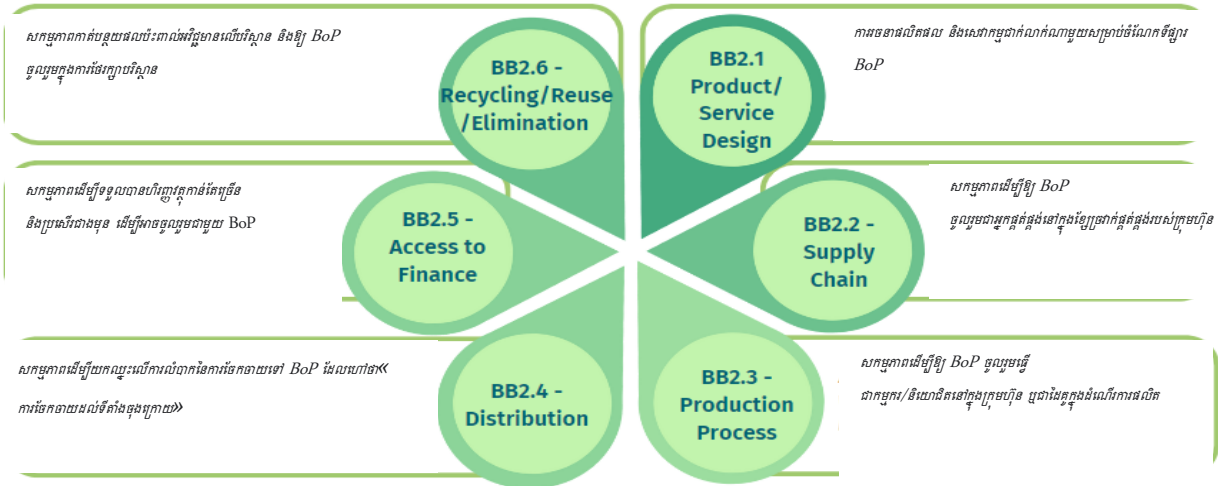 សកម្មភាពកាត់បន្ថយផលប៉ះពាល់អវិជ្ជមានលើបរិស្ថាន និងឱ្យ BoP
ចូលរួមក្នុងការថែរក្សាបរិស្ថាន
BB2.6 -
Recycling/Reuse
/Elimination
BB2.1
Product/
Service
Design
ការរចនាផលិតផល និងសេវាកម្មជាក់លាក់ណាមួយសម្រាប់ចំណែកទីផ្សារ
BoP
សកម្មភាពដើម្បីទទួលបានហិរញ្ញវត្ថុកាន់តែច្រើន
និងប្រសើរជាងមុន ដើម្បីអាចចូលរួមជាមួយ BoP
BB2.5 -
Access to
Finance
BB2.2 -
Supply
Chain
សកម្មភាពដើម្បីឱ្យ BoP
ចូលរួមជាអ្នកផ្គត់ផ្គង់នៅក្នុងខ្សែច្រវាក់ផ្គត់ផ្គង់របស់ក្រុមហ៊ុន
សកម្មភាពដើម្បីយកឈ្នះលើការលំបាកនៃការចែកចាយទៅ BoP ដែលហៅថា«
ការចែកចាយដល់ទីតាំងចុងក្រោយ»
BB2.4 -
Distribution
BB2.3 -
Production
Process
សកម្មភាពដើម្បីឱ្យ BoP ចូលរួមធ្វើ
ជាកម្មករ/និយោជិតនៅក្នុងក្រុមហ៊ុន ឬជាដៃគូក្នុងដំណើរការផលិត